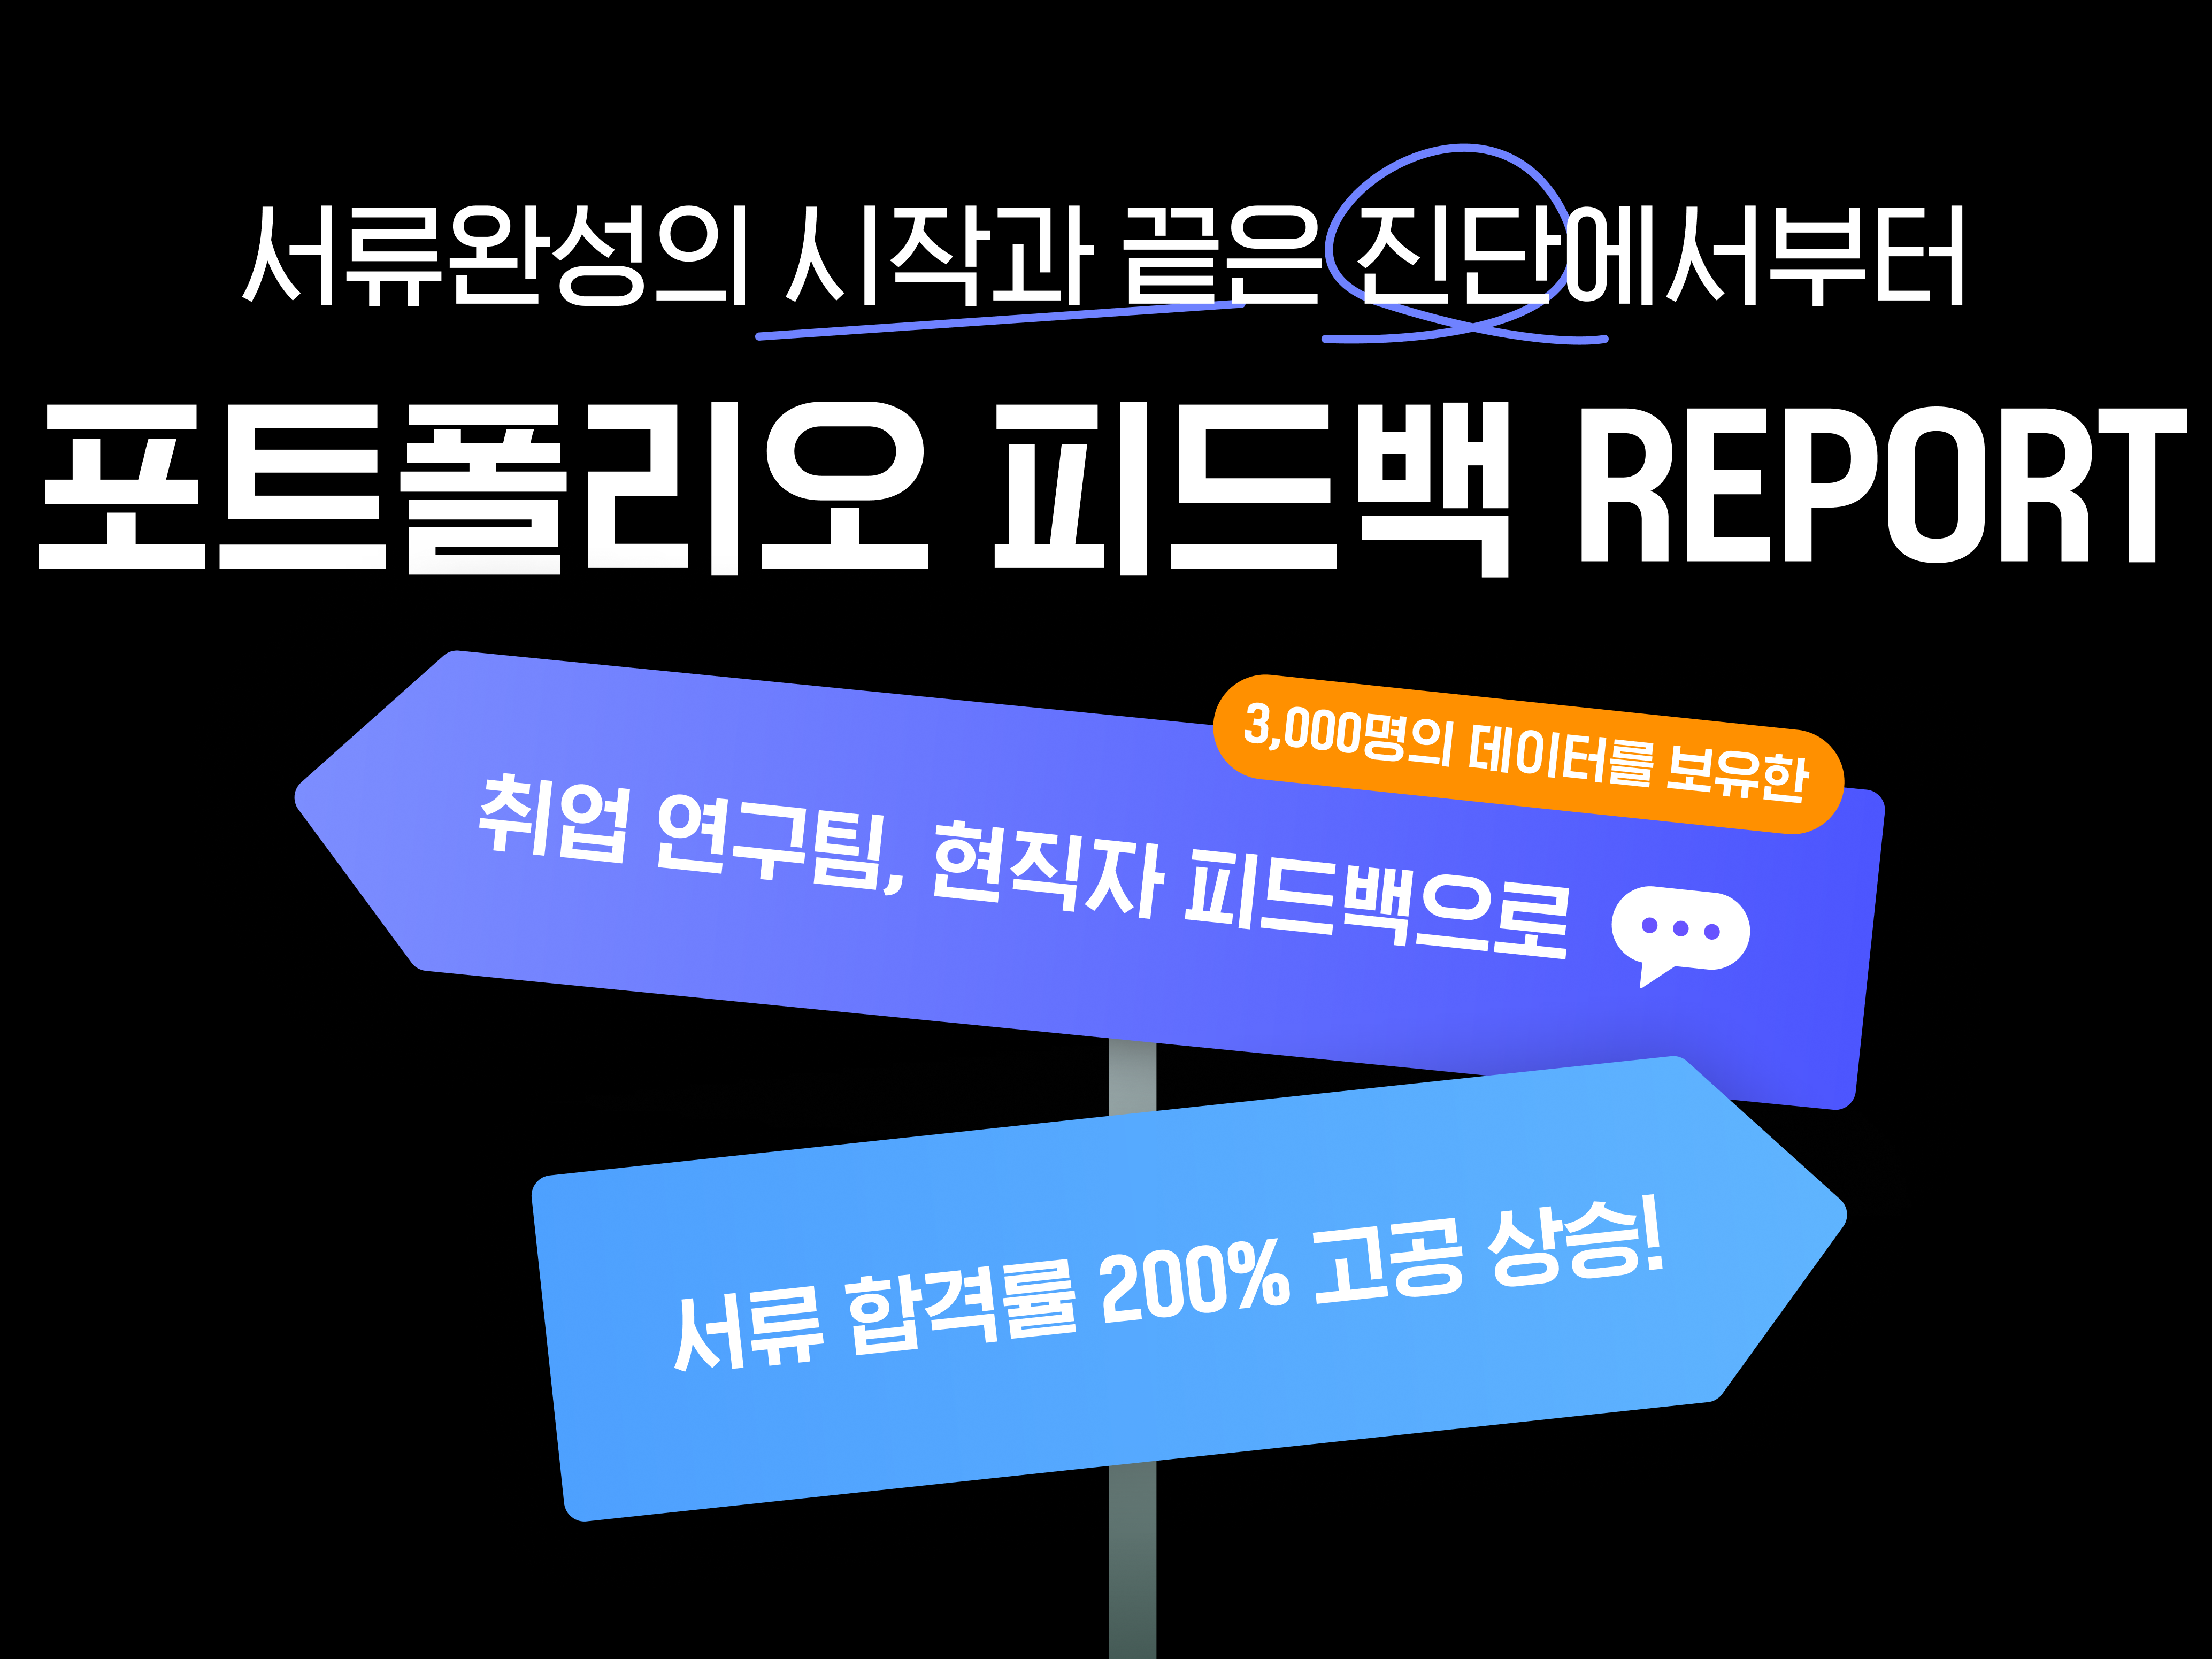 서류완성의 시작과 끝은 진단에서부터
포트폴리오 피드백 REPORT
3,000명의 데이터를 보유한
취업 연구팀, 현직자 피드백으로
서류 합격률 200% 고공 상승!